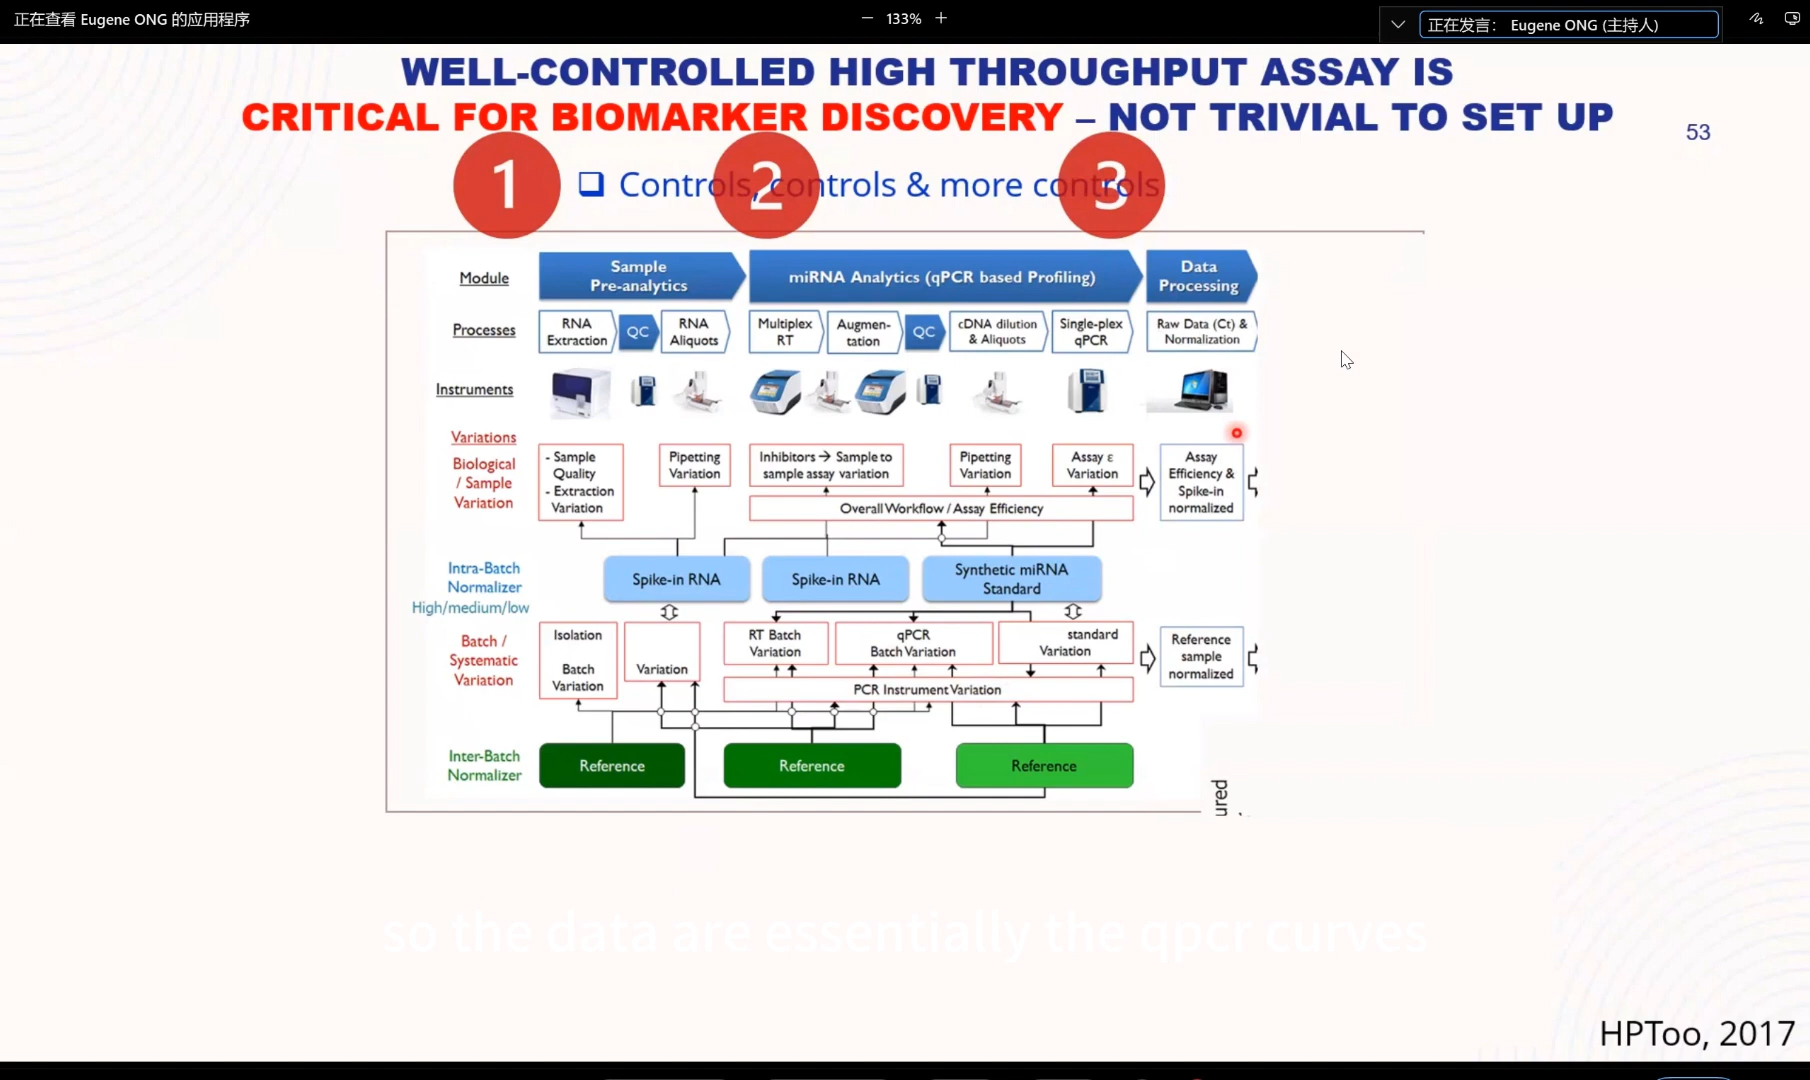 正在查看 Eugene ONG 的应用程序
133%
正在发言： Eugene ONG (主持人)
WELL-CONTROLLED HIGH THROUGHPUT ASSAY IS
CRITICAL FOR BIOMARKER DISCOVERY – NOT TRIVIAL TO SET UP
53
1
2
3
Controls, controls & more controls
Module
Sample
Pre-analytics
miRNA Analytics (qPCR based Profiling)
Data
Processing
Processes
RNA
Extraction
QC
RNA
Aliquots
Multiplex
RT
Augmen-
tation
QC
cDNA dilution
& Aliquots
Single-plex
qPCR
Raw Data (Ct) &
Normalization
Instruments
Variations
Biological
/ Sample
Variation
- Sample
Quality
- Extraction
Variation
Pipetting
Variation
Inhibitors → Sample to
sample assay variation
Pipetting
Variation
Assay ε
Variation
Overall Workflow / Assay Efficiency
Assay
Efficiency &
Spike-in
normalized
Intra-Batch
Normalizer
High/medium/low
Spike-in RNA
Spike-in RNA
Synthetic miRNA
Standard
Batch /
Systematic
Variation
Isolation
Batch
Variation
Variation
RT Batch
Variation
qPCR
Batch Variation
standard
Variation
PCR Instrument Variation
Reference
sample
normalized
Inter-Batch
Normalizer
Reference
Reference
Reference
ured
so the data are essentially the qpcr curves
HPToo, 2017